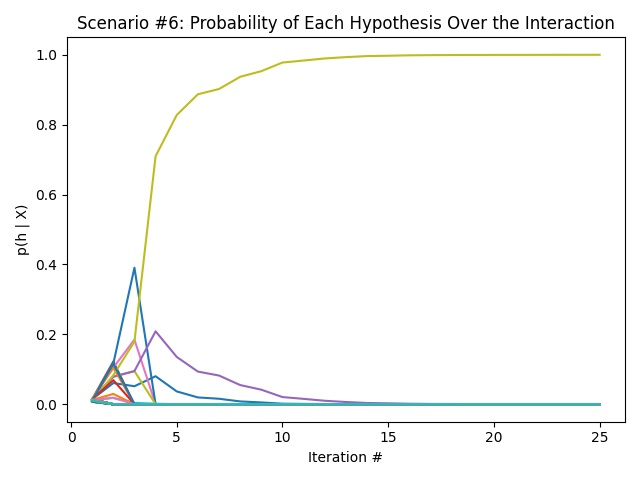 Scenario #6: Probability of Each Hypothesis Over the Interaction
1.0
0.8
0.6
0.4
0.2
0.0
p(h | X)
0 5 10 15 20 25
Iteration #